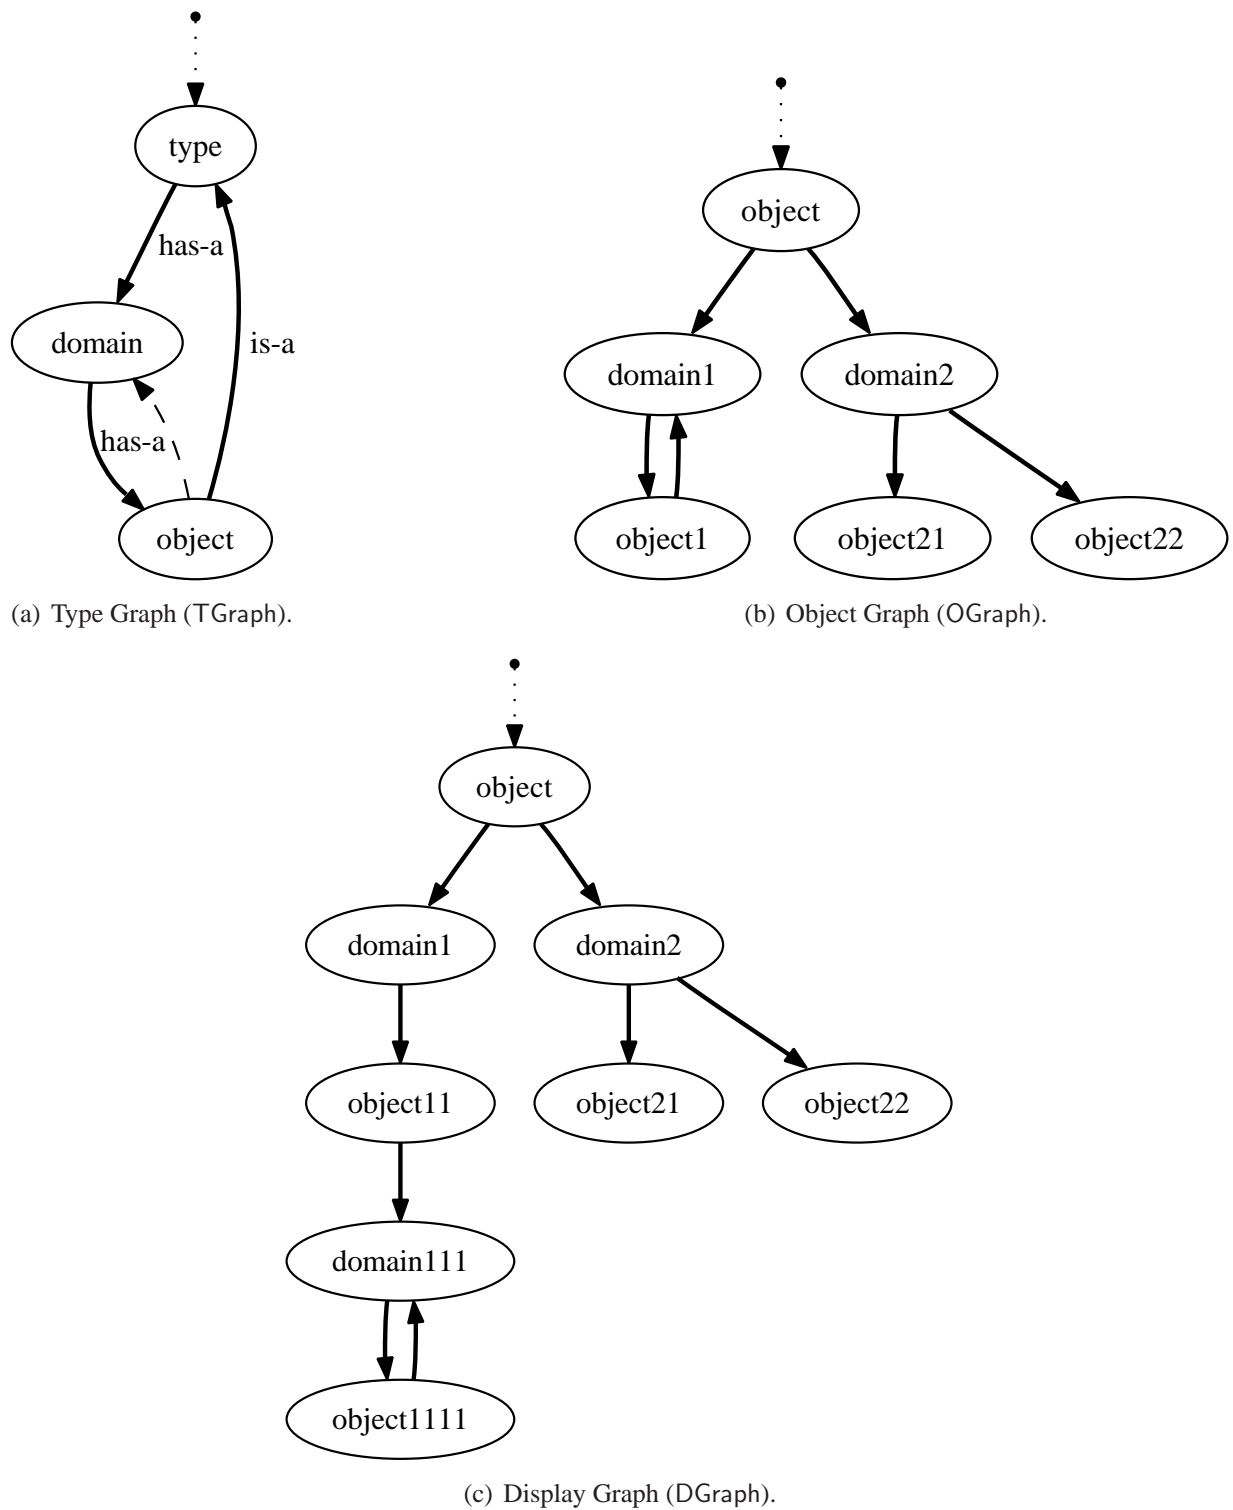 type
has-a
domain
is-a
has-a
object
(a) Type Graph (TGraph).
object
domain1
domain2
object1
object21
object22
(b) Object Graph (OGraph).
object
domain1
domain2
object11
object21
object22
domain111
object1111
(c) Display Graph (DGraph).